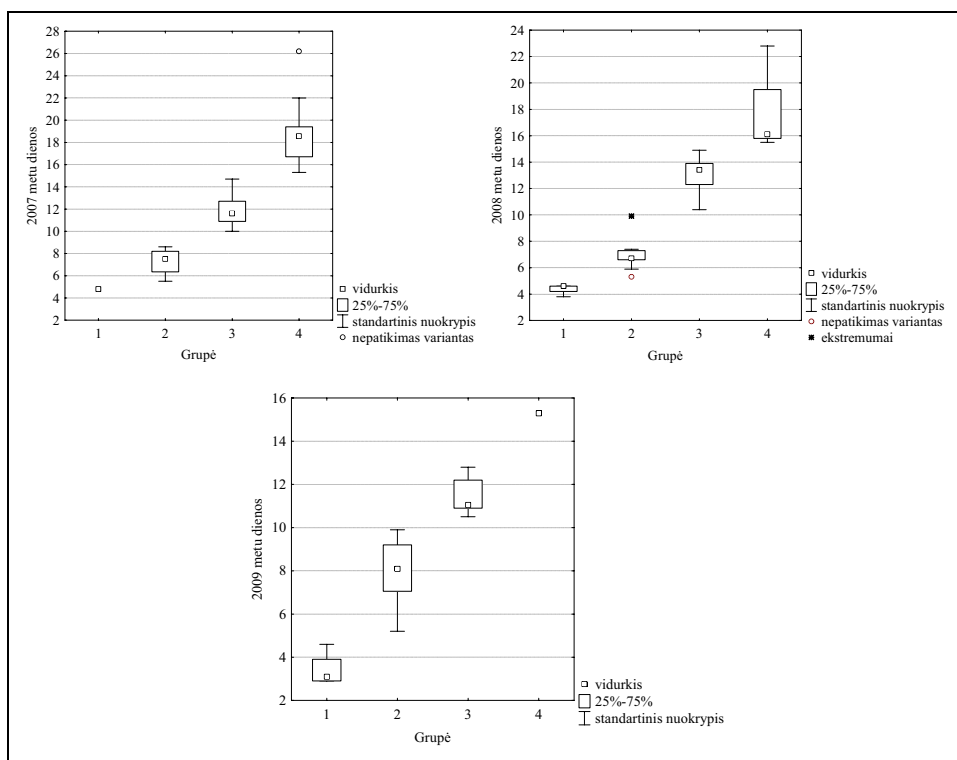 28
26
24
22
20
18
16
14
12
10
8
6
4
2
2007 metu dienos
1 2 3 4
Grupė
vidurkis
25%-75%
standartinis nuokrypis
nepatikimas variantas
24
22
20
18
16
14
12
10
8
6
4
2
2008 metu dienos
1 2 3 4
Grupė
vidurkis
25%-75%
standartinis nuokrypis
nepatikimas variantas
ekstremumai
16
14
12
10
8
6
4
2
2009 metu dienos
1 2 3 4
Grupė
vidurkis
25%-75%
standartinis nuokrypis